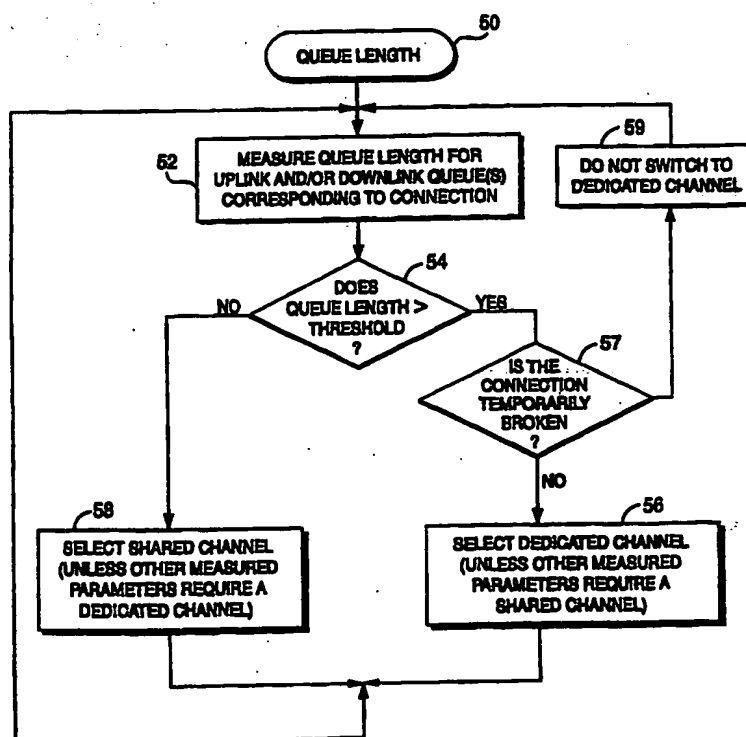 50
QUEUE LENGTH
59
52
MEASURE QUEUE LENGTH FOR
UPLINK AND/OR DOWNLINK QUEUE(S)
CORRESPONDING TO CONNECTION
DO NOT SWITCH TO
DEDICATED CHANNEL
54
DOES
QUEUE LENGTH >
THRESHOLD
?
NO
YES
57
IS THE
CONNECTION
TEMPORARILY
BROKEN
?
NO
58
SELECT SHARED CHANNEL
(UNLESS OTHER MEASURED
PARAMETERS REQUIRE A
DEDICATED CHANNEL)
56
SELECT DEDICATED CHANNEL
(UNLESS OTHER MEASURED
PARAMETERS REQUIRE A
SHARED CHANNEL)